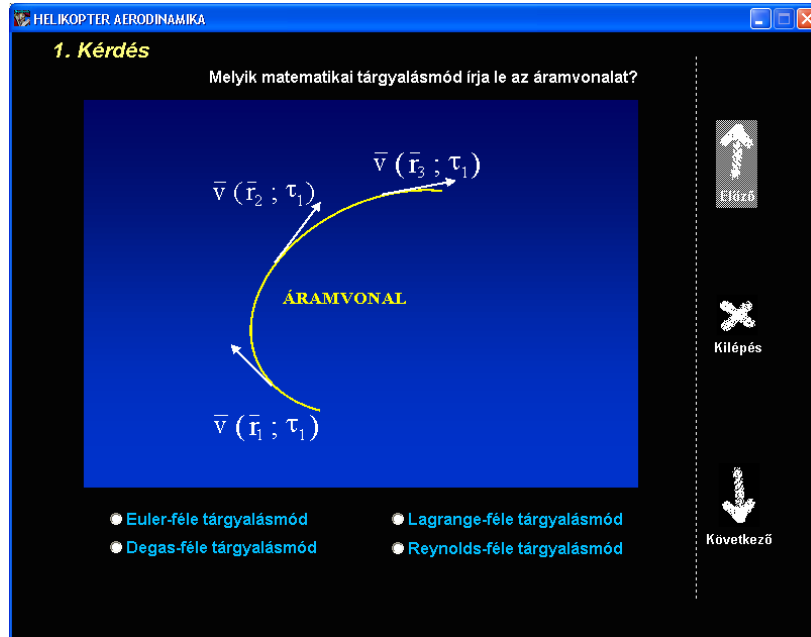 HELIKOPTER AERODINAMIKA
1. Kérdés
Melyik matematikai tárgyalásmód írja le az áramvonalat?
v̅ (r̅₃ ; τ₁)
v̅ (r̅₂ ; τ₁)
ÁRAMVONAL
v̅ (r̅₁ ; τ₁)
Euler-féle tárgyalásmód
Lagrange-féle tárgyalásmód
Degas-féle tárgyalásmód
Reynolds-féle tárgyalásmód
Előző
Kilépés
Következő